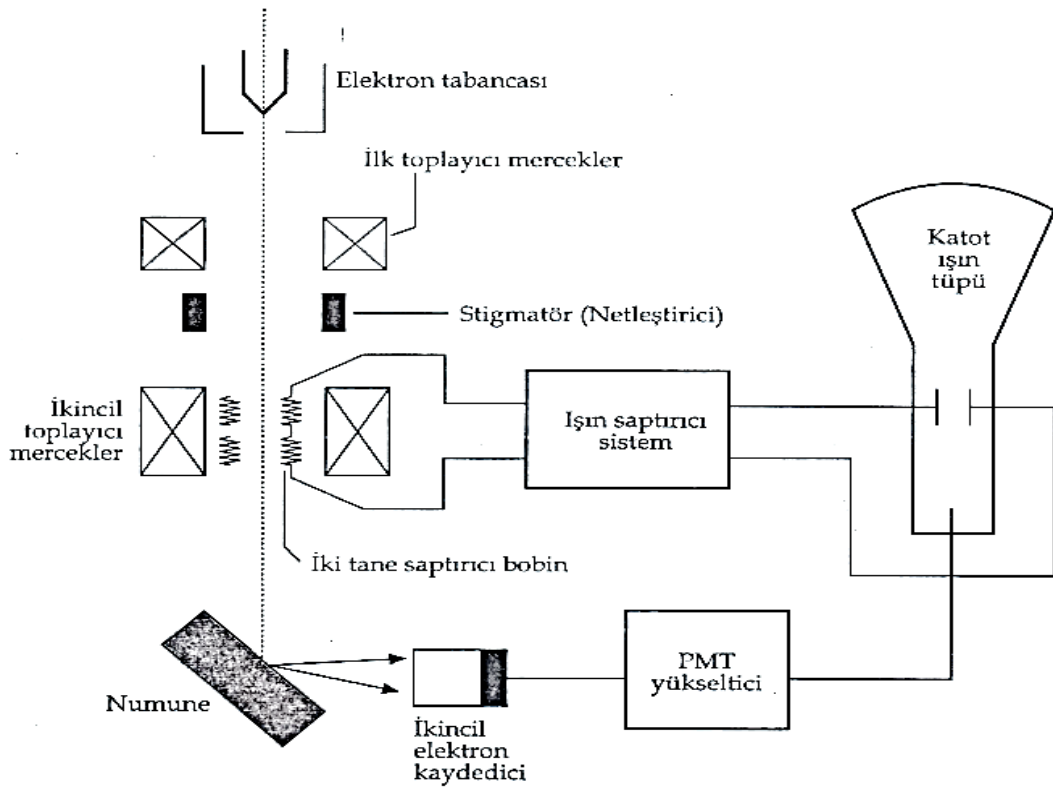 Elektron tabancası
İlk toplayıcı mercekler
Katot
ışın
tüpü
Stigmatör (Netleştirici)
İkincil
toplayıcı
mercekler
Işın saptırıcı
sistem
İki tane saptırıcı bobin
Numune
PMT
yükseltici
İkincil
elektron
kaydedici